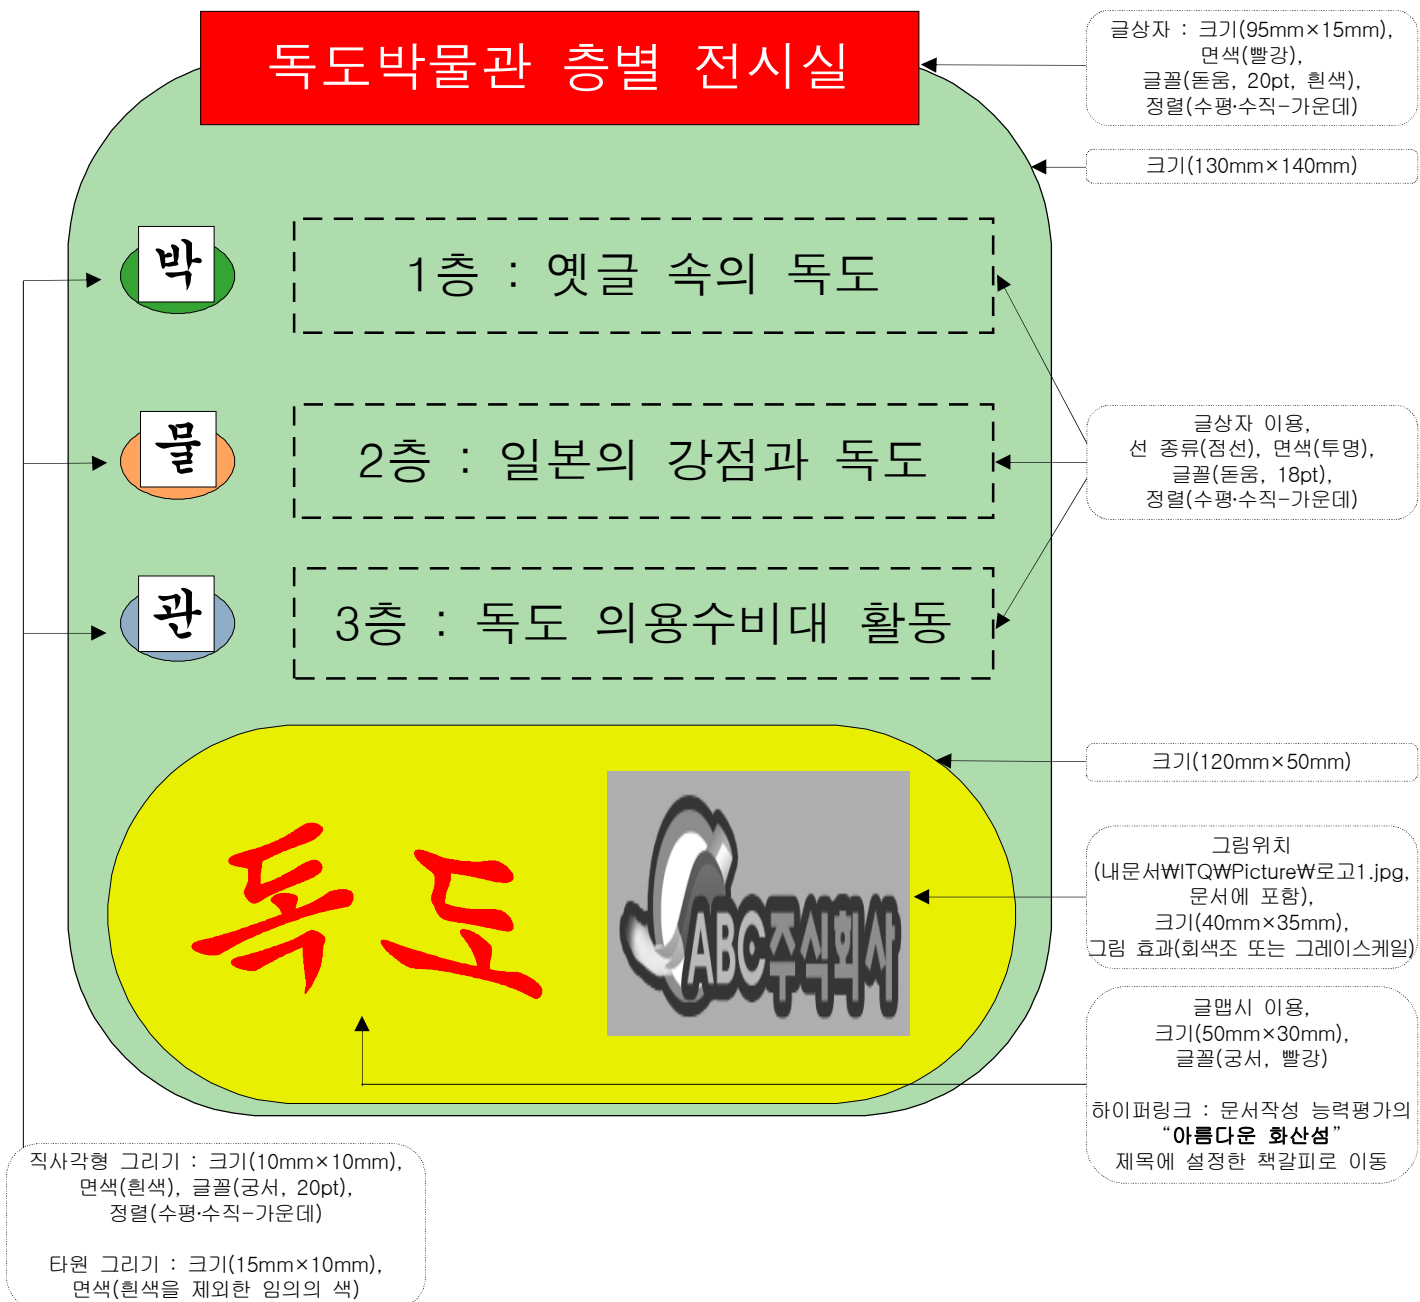 독도박물관 층별 전시실
글상자 : 크기(95mm×15mm),
면색(빨강),
글꼴(돋움, 20pt, 흰색),
정렬(수평·수직-가운데)
크기(130mm×140mm)
박
1층 : 옛글 속의 독도
물
2층 : 일본의 강점과 독도
글상자 이용,
선 종류(점선), 면색(투명),
글꼴(돋움, 18pt),
정렬(수평·수직-가운데)
관
3층 : 독도 의용수비대 활동
크기(120mm×50mm)
독도
ABC주식회사
그림위치
(내문서₩ITQ₩Picture₩로고1.jpg,
문서에 포함),
크기(40mm×35mm),
그림 효과(회색조 또는 그레이스케일)
글맵시 이용,
크기(50mm×30mm),
글꼴(궁서, 빨강)
하이퍼링크 : 문서작성 능력평가의
“아름다운 화산섬”
제목에 설정한 책갈피로 이동
직사각형 그리기 : 크기(10mm×10mm),
면색(흰색), 글꼴(궁서, 20pt),
정렬(수평·수직-가운데)
타원 그리기 : 크기(15mm×10mm),
면색(흰색을 제외한 임의의 색)